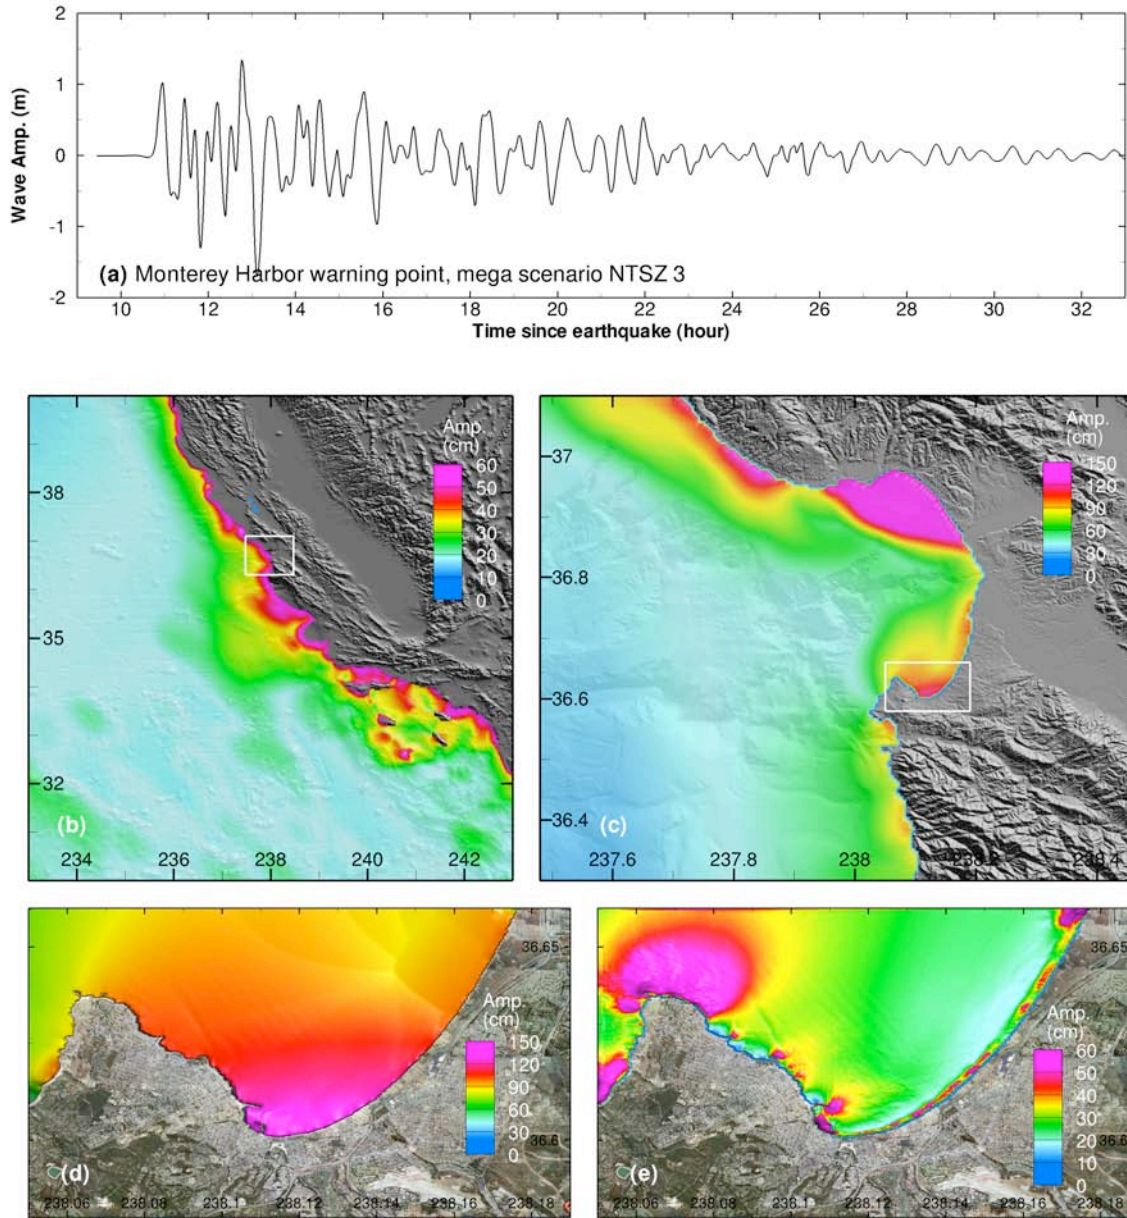 2
1
0
-1
-2
Wave Amp. (m)
(a) Monterey Harbor warning point, mega scenario NTSZ 3
10 12 14 16 18 20 22 24 26 28 30 32
Time since earthquake (hour)
Amp.
(cm)
60
50
40
30
20
10
0
38
35
32
(b)
234 236 238 240 242
Amp.
(cm)
150
120
90
60
30
0
37
36.8
36.6
36.4
(c)
237.6 237.8 238 238.2 238.4
Amp.
(cm)
150
120
90
60
30
0
36.65
36.6
(d)
238.06 238.08 238.1 238.12 238.14 238.16 238.18
Amp.
(cm)
60
50
40
30
20
10
0
36.65
36.6
(e)
238.06 238.08 238.1 238.12 238.14 238.16 238.18